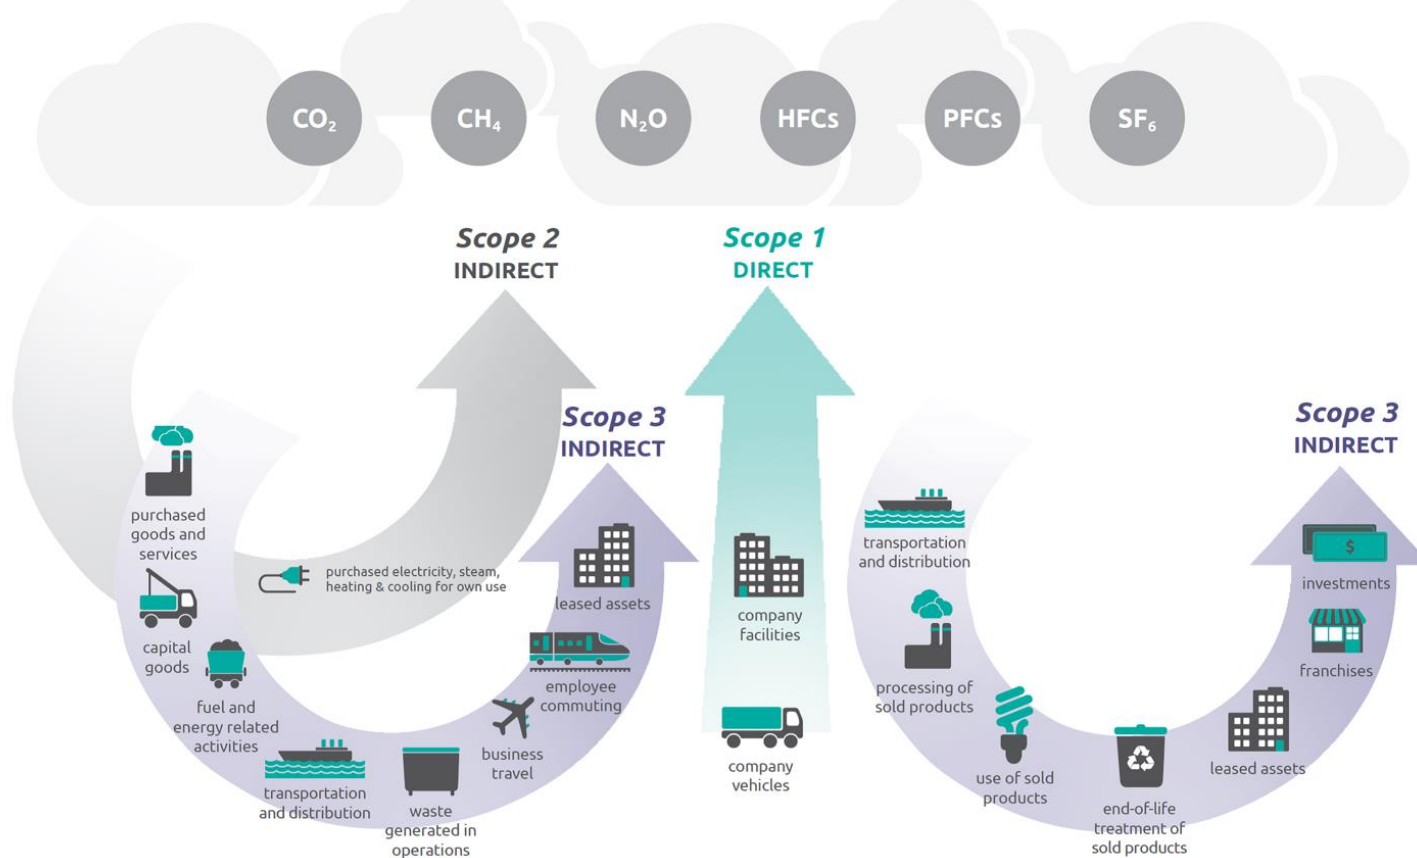 CO₂
CH₄
N₂O
HFCs
PFCs
SF₆
Scope 2
INDIRECT
Scope 1
DIRECT
Scope 3
INDIRECT
Scope 3
INDIRECT
purchased
goods and
services
capital
goods
fuel and
energy related
activities
transportation
and distribution
waste
generated in
operations
business
travel
employee
commuting
leased assets
purchased electricity, steam,
heating & cooling for own use
company
facilities
company
vehicles
transportation
and distribution
processing of
sold products
use of sold
products
end-of-life
treatment of
sold products
leased assets
franchises
$
investments